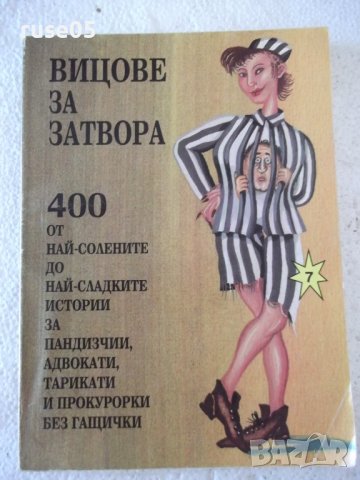 ruse05
ВИЦОВЕ
ЗА
ЗАТВОРА
400
ОТ
НАЙ-СОЛЕНИТЕ
ДО
НАЙ-СЛАДКИТЕ
ИСТОРИИ
ЗА
ПАНДИЗЧИИ,
АДВОКАТИ,
ТАРИКАТИ
И ПРОКУРОРКИ
БЕЗ ГАЩИЧКИ
7
BAZAR